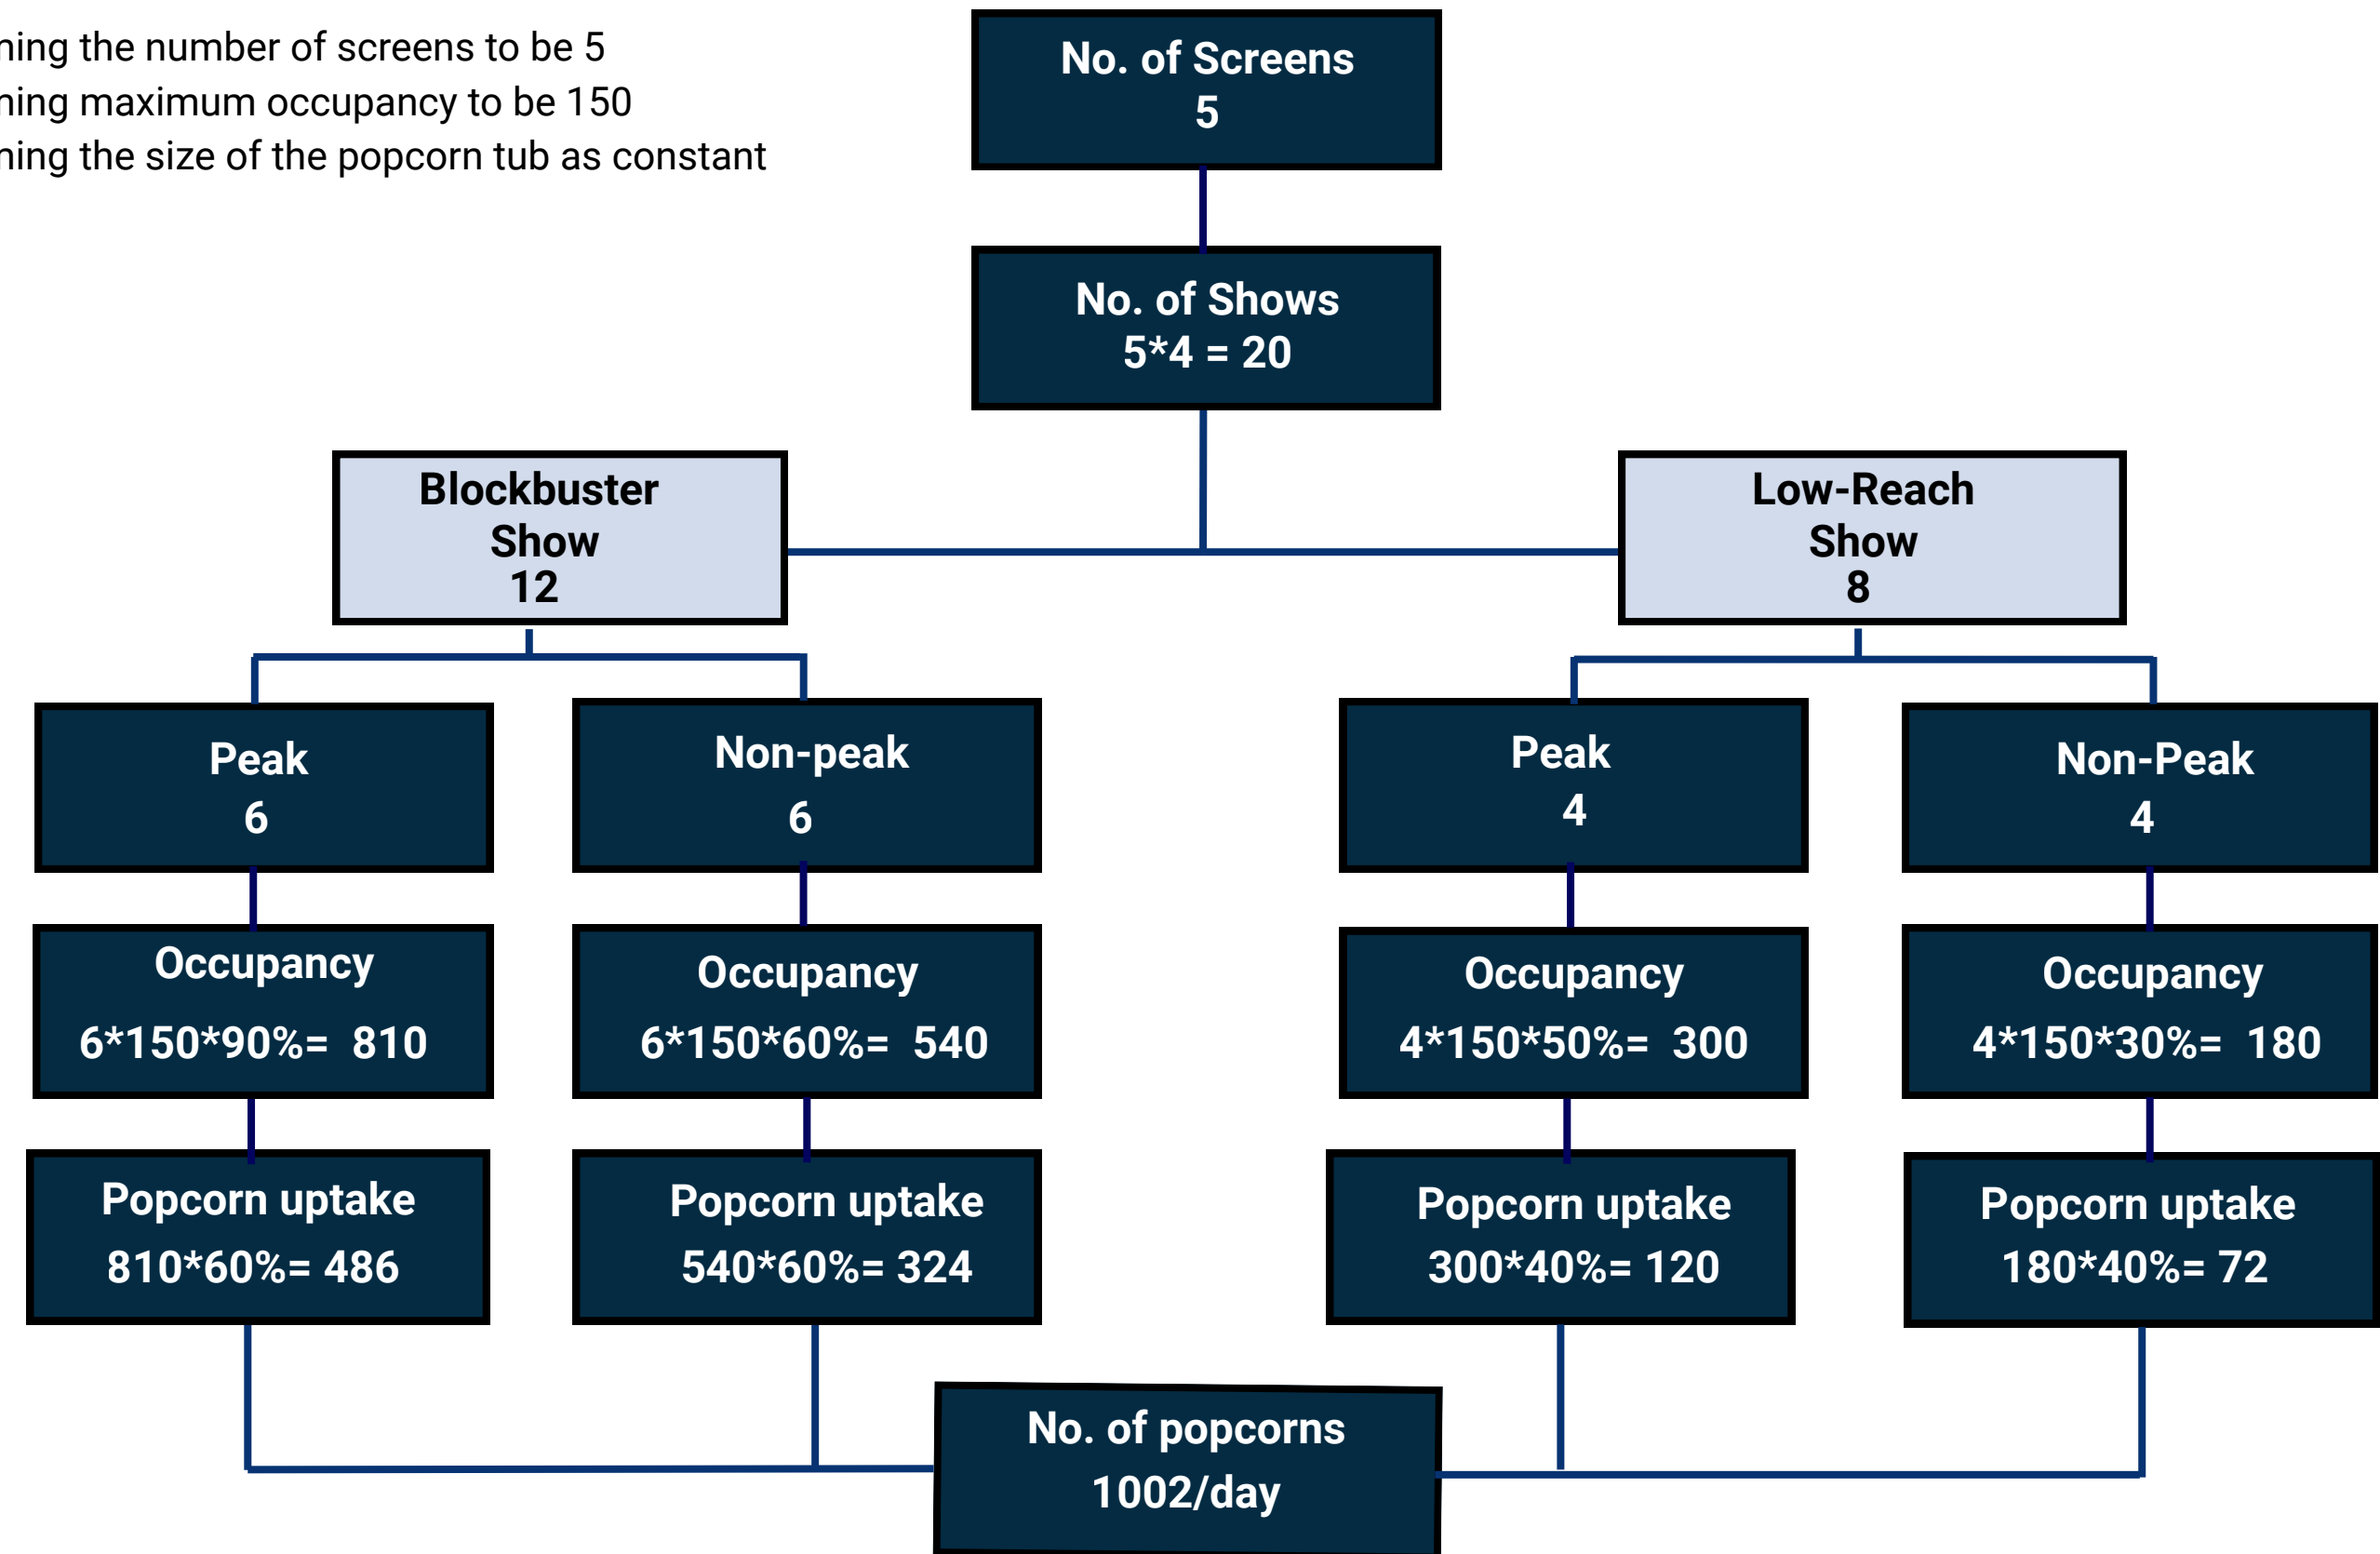 ning the number of screens to be 5
ning maximum occupancy to be 150
ning the size of the popcorn tub as constant
No. of Screens
5
No. of Shows
5*4 = 20
Blockbuster
Show
12
Low-Reach
Show
8
Peak
6
Non-peak
6
Peak
4
Non-Peak
4
Occupancy
6*150*90%= 810
Occupancy
6*150*60%= 540
Occupancy
4*150*50%= 300
Occupancy
4*150*30%= 180
Popcorn uptake
810*60%= 486
Popcorn uptake
540*60%= 324
Popcorn uptake
300*40%= 120
Popcorn uptake
180*40%= 72
No. of popcorns
1002/day